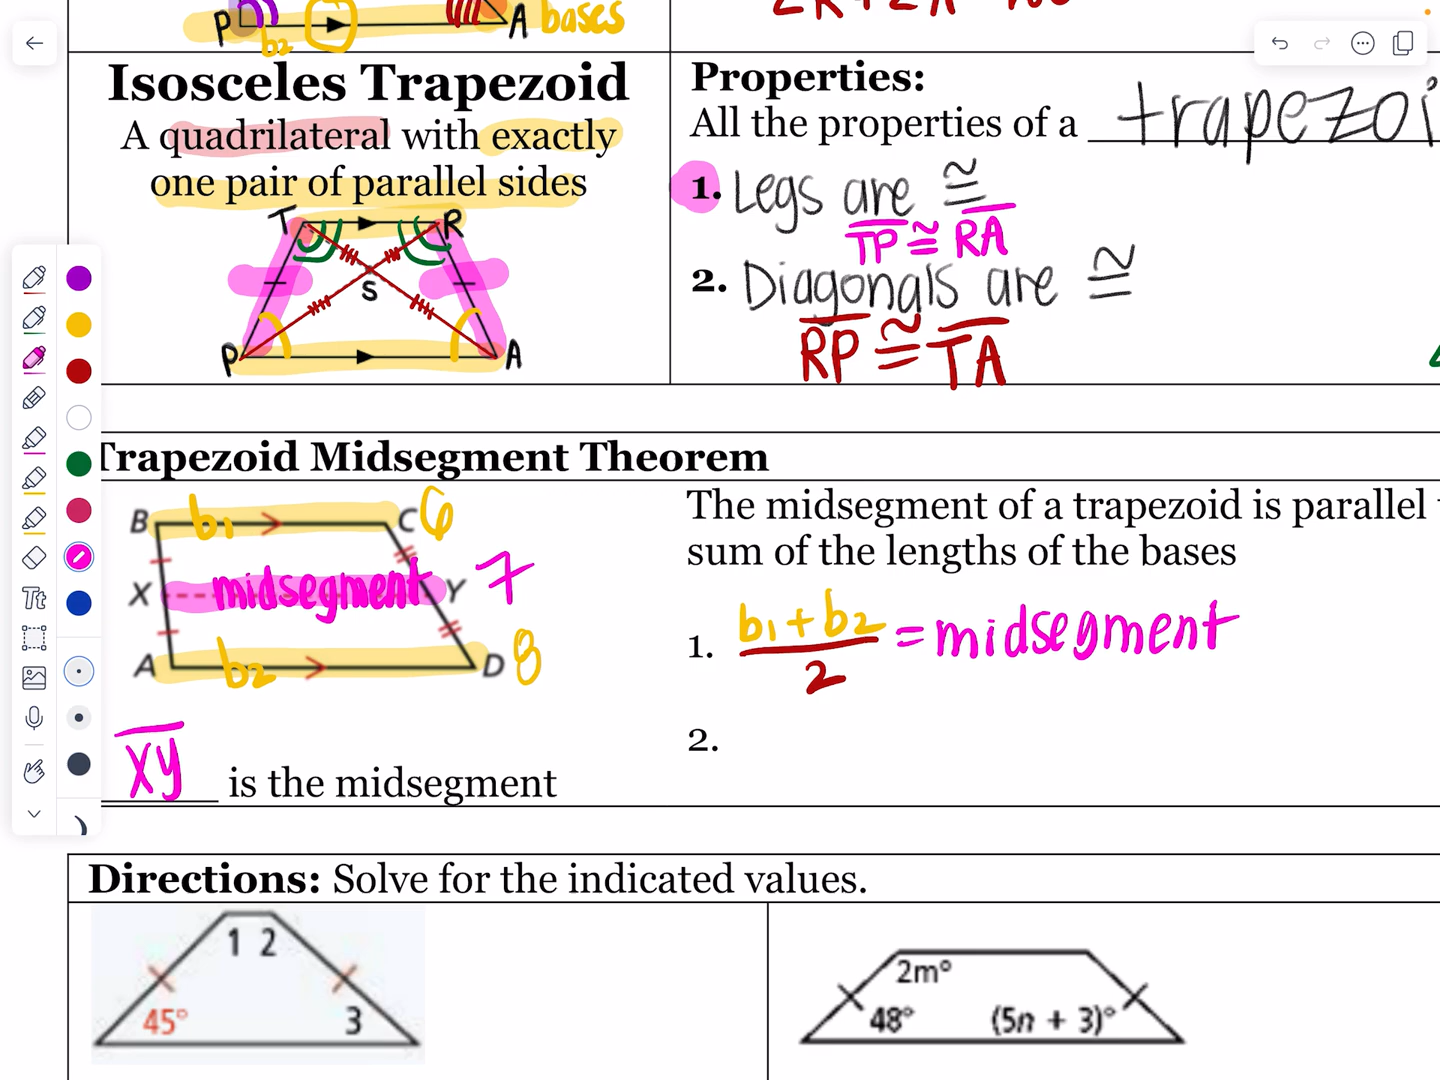 P b2 A bases
Isosceles Trapezoid
A quadrilateral with exactly
one pair of parallel sides
T R
S
P A
Properties:
All the properties of a trapezoi
1. Legs are ≅
TP ≅ RA
2. Diagonals are ≅
RP ≅ TA
Trapezoid Midsegment Theorem
B b1 C 6
X midsegment Y 7
A b2 D 8
XY is the midsegment
The midsegment of a trapezoid is parallel
sum of the lengths of the bases
1. b1 + b2 / 2 = midsegment
2.
Directions: Solve for the indicated values.
1 2
45° 3
2m°
48° (5n + 3)°
Tt